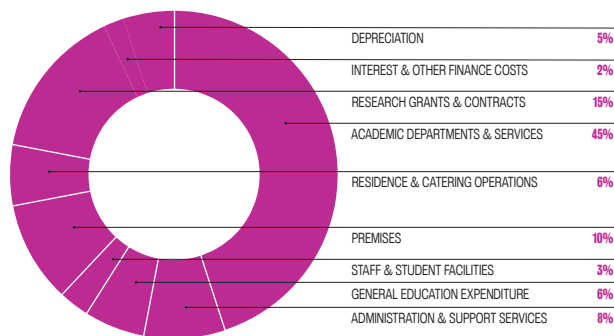 DEPRECIATION 5%
INTEREST & OTHER FINANCE COSTS 2%
RESEARCH GRANTS & CONTRACTS 15%
ACADEMIC DEPARTMENTS & SERVICES 45%
RESIDENCE & CATERING OPERATIONS 6%
PREMISES 10%
STAFF & STUDENT FACILITIES 3%
GENERAL EDUCATION EXPENDITURE 6%
ADMINISTRATION & SUPPORT SERVICES 8%